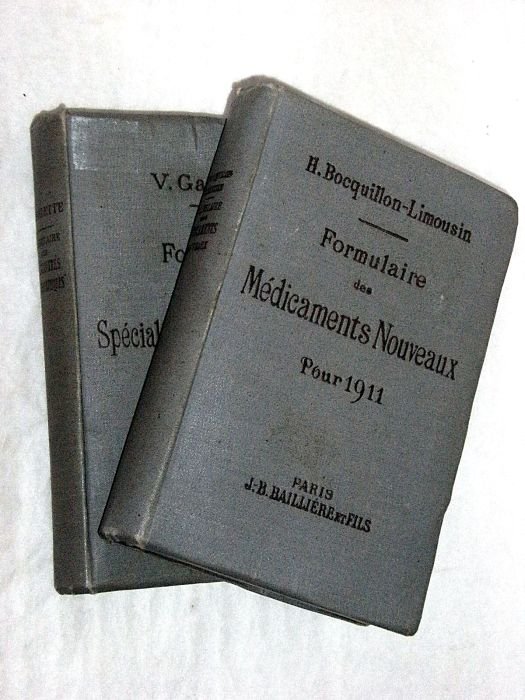 H. Bocquillon-Limousin
Formulaire
des
Médicaments Nouveaux
Pour 1911
PARIS
J.-B. BAILLIÈRE ET FILS
V. Ga
Fo
Spécial